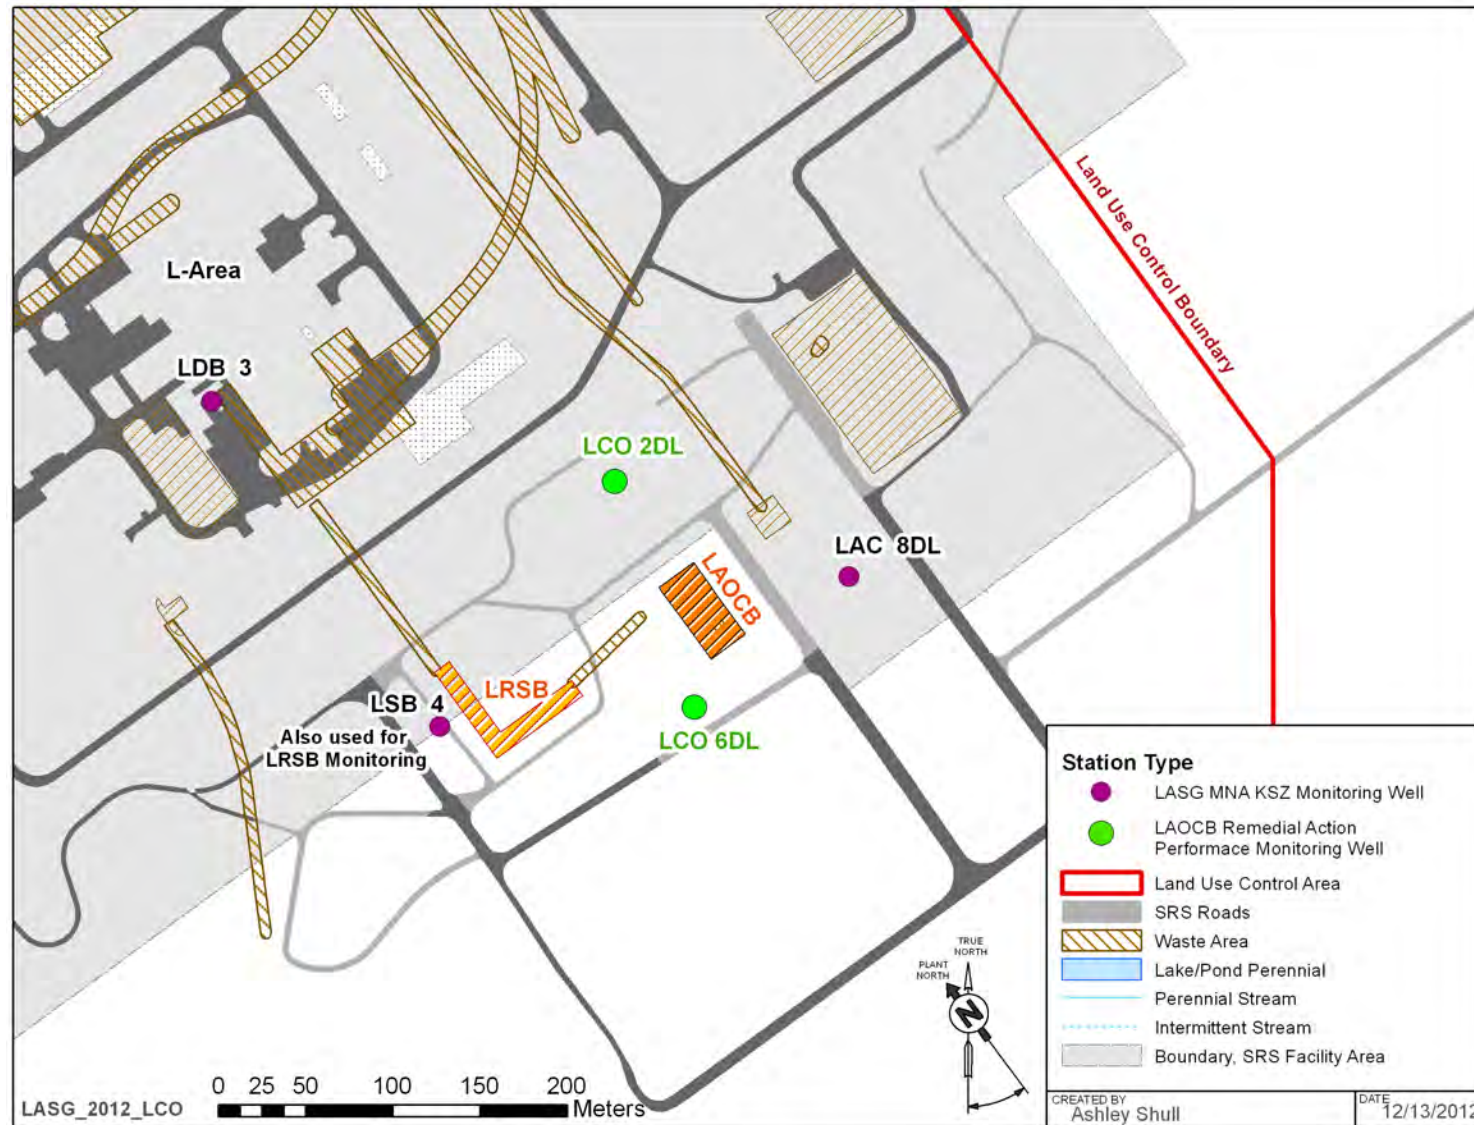 Land Use Control Boundary
L-Area
LDB 3
LCO 2DL
LAC 8DL
LAOCB
LRSB
LSB 4
Also used for
LRSB Monitoring
LCO 6DL
Station Type
LASG MNA KSZ Monitoring Well
LAOCB Remedial Action
Performace Monitoring Well
Land Use Control Area
SRS Roads
Waste Area
Lake/Pond Perennial
Perennial Stream
Intermittent Stream
Boundary, SRS Facility Area
TRUE
NORTH
PLANT
NORTH
N
0 25 50 100 150 200
Meters
LASG_2012_LCO
CREATED BY
Ashley Shull
DATE
12/13/2012